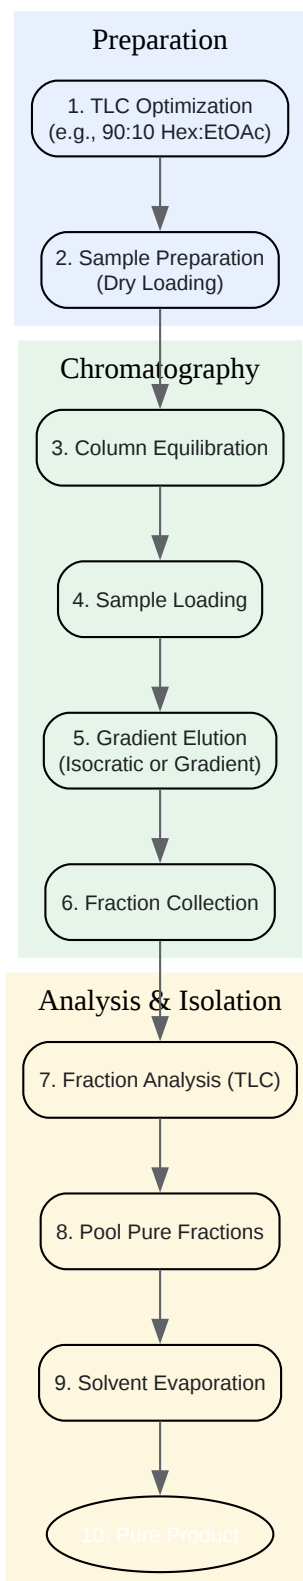 Preparation
1. TLC Optimization
(e.g., 90:10 Hex:EtOAc)
2. Sample Preparation
(Dry Loading)
Chromatography
3. Column Equilibration
4. Sample Loading
5. Gradient Elution
(Isocratic or Gradient)
6. Fraction Collection
Analysis & Isolation
7. Fraction Analysis (TLC)
8. Pool Pure Fractions
9. Solvent Evaporation
10. Pure Product